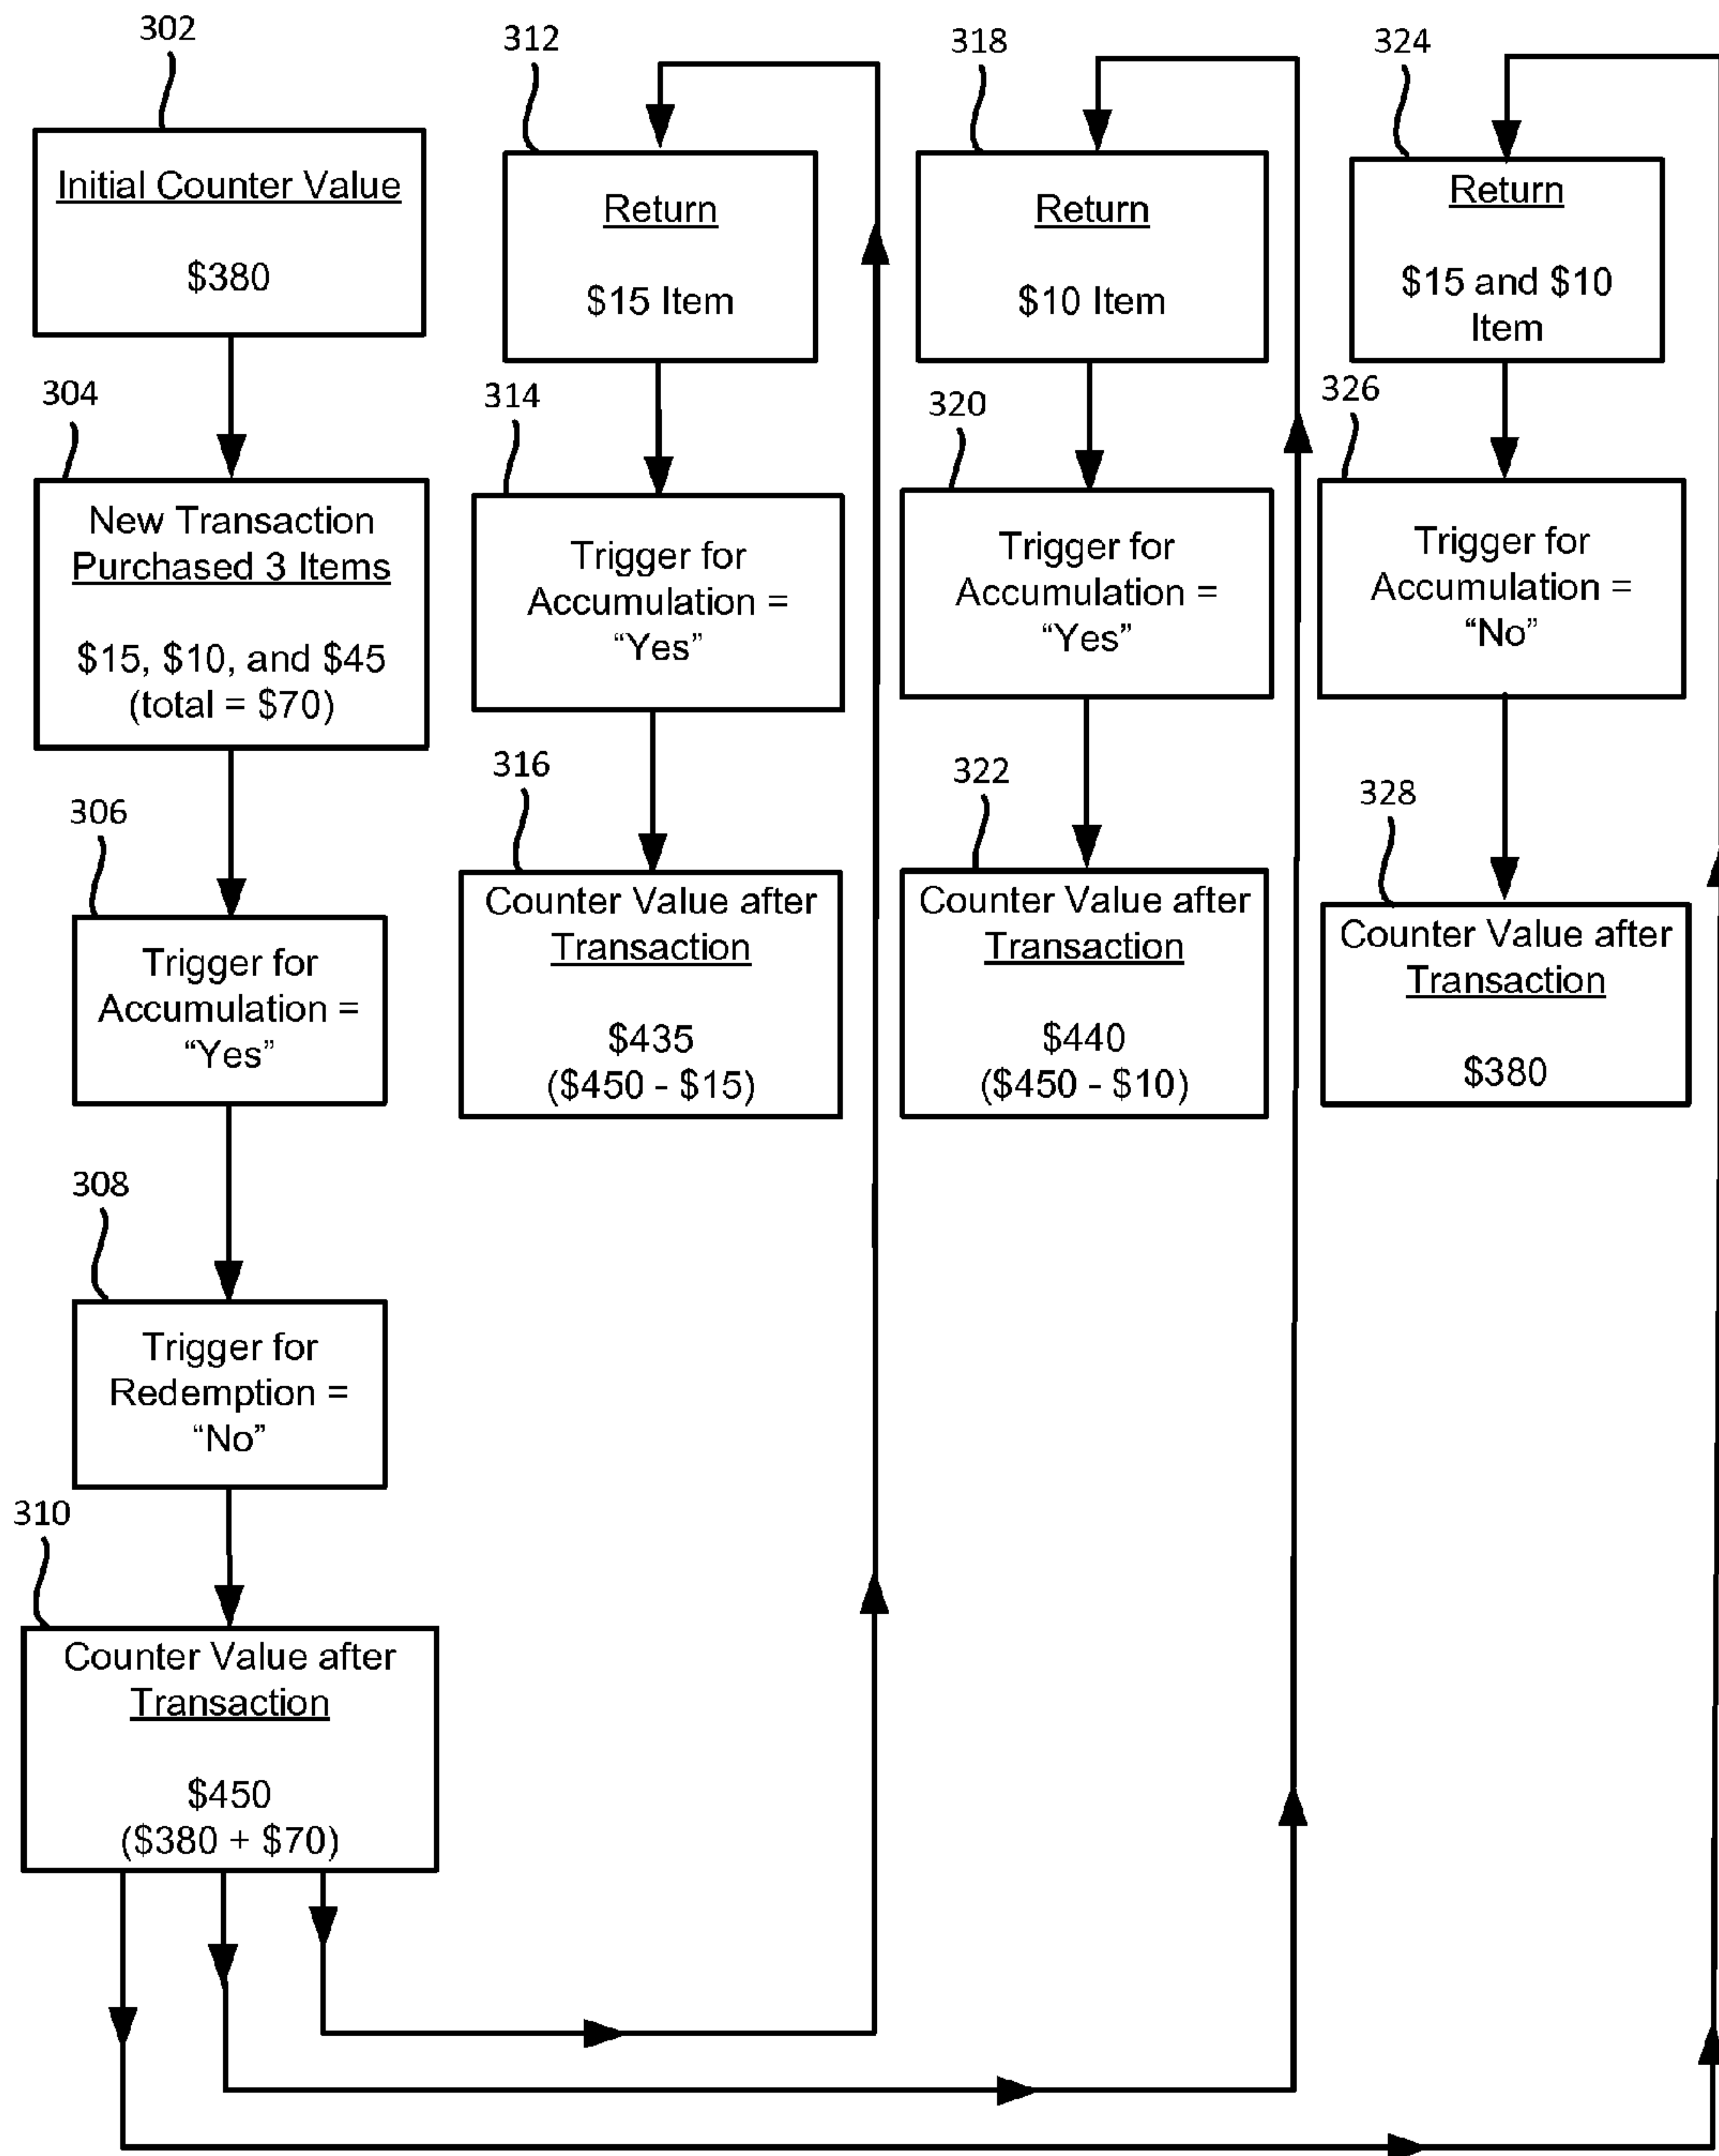 302
Initial Counter Value
$380
304
New Transaction
Purchased 3 Items
$15, $10, and $45
(total = $70)
306
Trigger for
Accumulation =
“Yes”
308
Trigger for
Redemption =
“No”
310
Counter Value after
Transaction
$450
($380 + $70)
312
Return
$15 Item
314
Trigger for
Accumulation =
“Yes”
316
Counter Value after
Transaction
$435
($450 - $15)
318
Return
$10 Item
320
Trigger for
Accumulation =
“Yes”
322
Counter Value after
Transaction
$440
($450 - $10)
324
Return
$15 and $10
Item
326
Trigger for
Accumulation =
“No”
328
Counter Value after
Transaction
$380